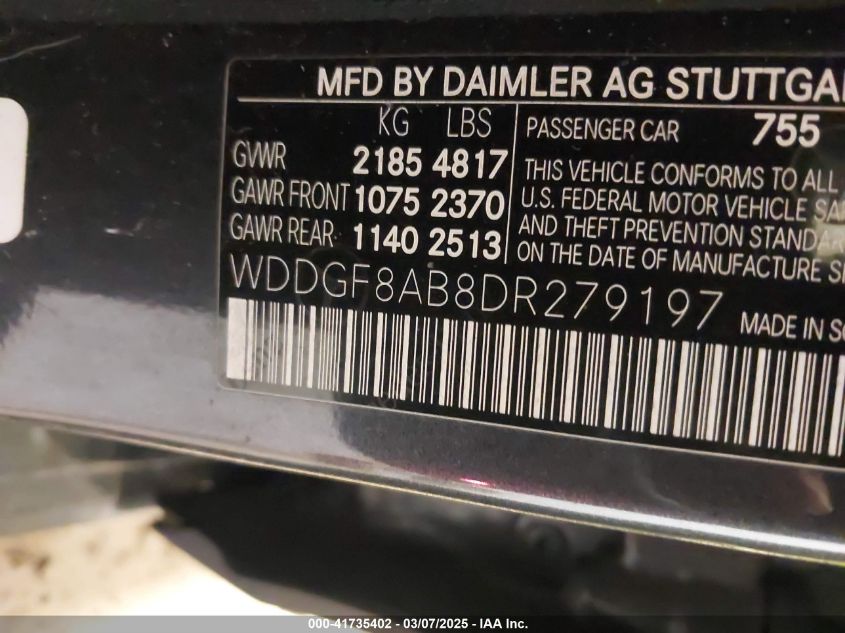 MFD BY DAIMLER AG STUTTGA
KG LBS
GVWR 2185 4817
GAWR FRONT 1075 2370
GAWR REAR 1140 2513
PASSENGER CAR 755
THIS VEHICLE CONFORMS TO ALL
U.S. FEDERAL MOTOR VEHICLE SA
AND THEFT PREVENTION STANDA
ON THE DATE OF MANUFACTURE S
WDDGF8AB8DR279197 MADE IN SO
000-41735402 - 03/07/2025 - IAA Inc.